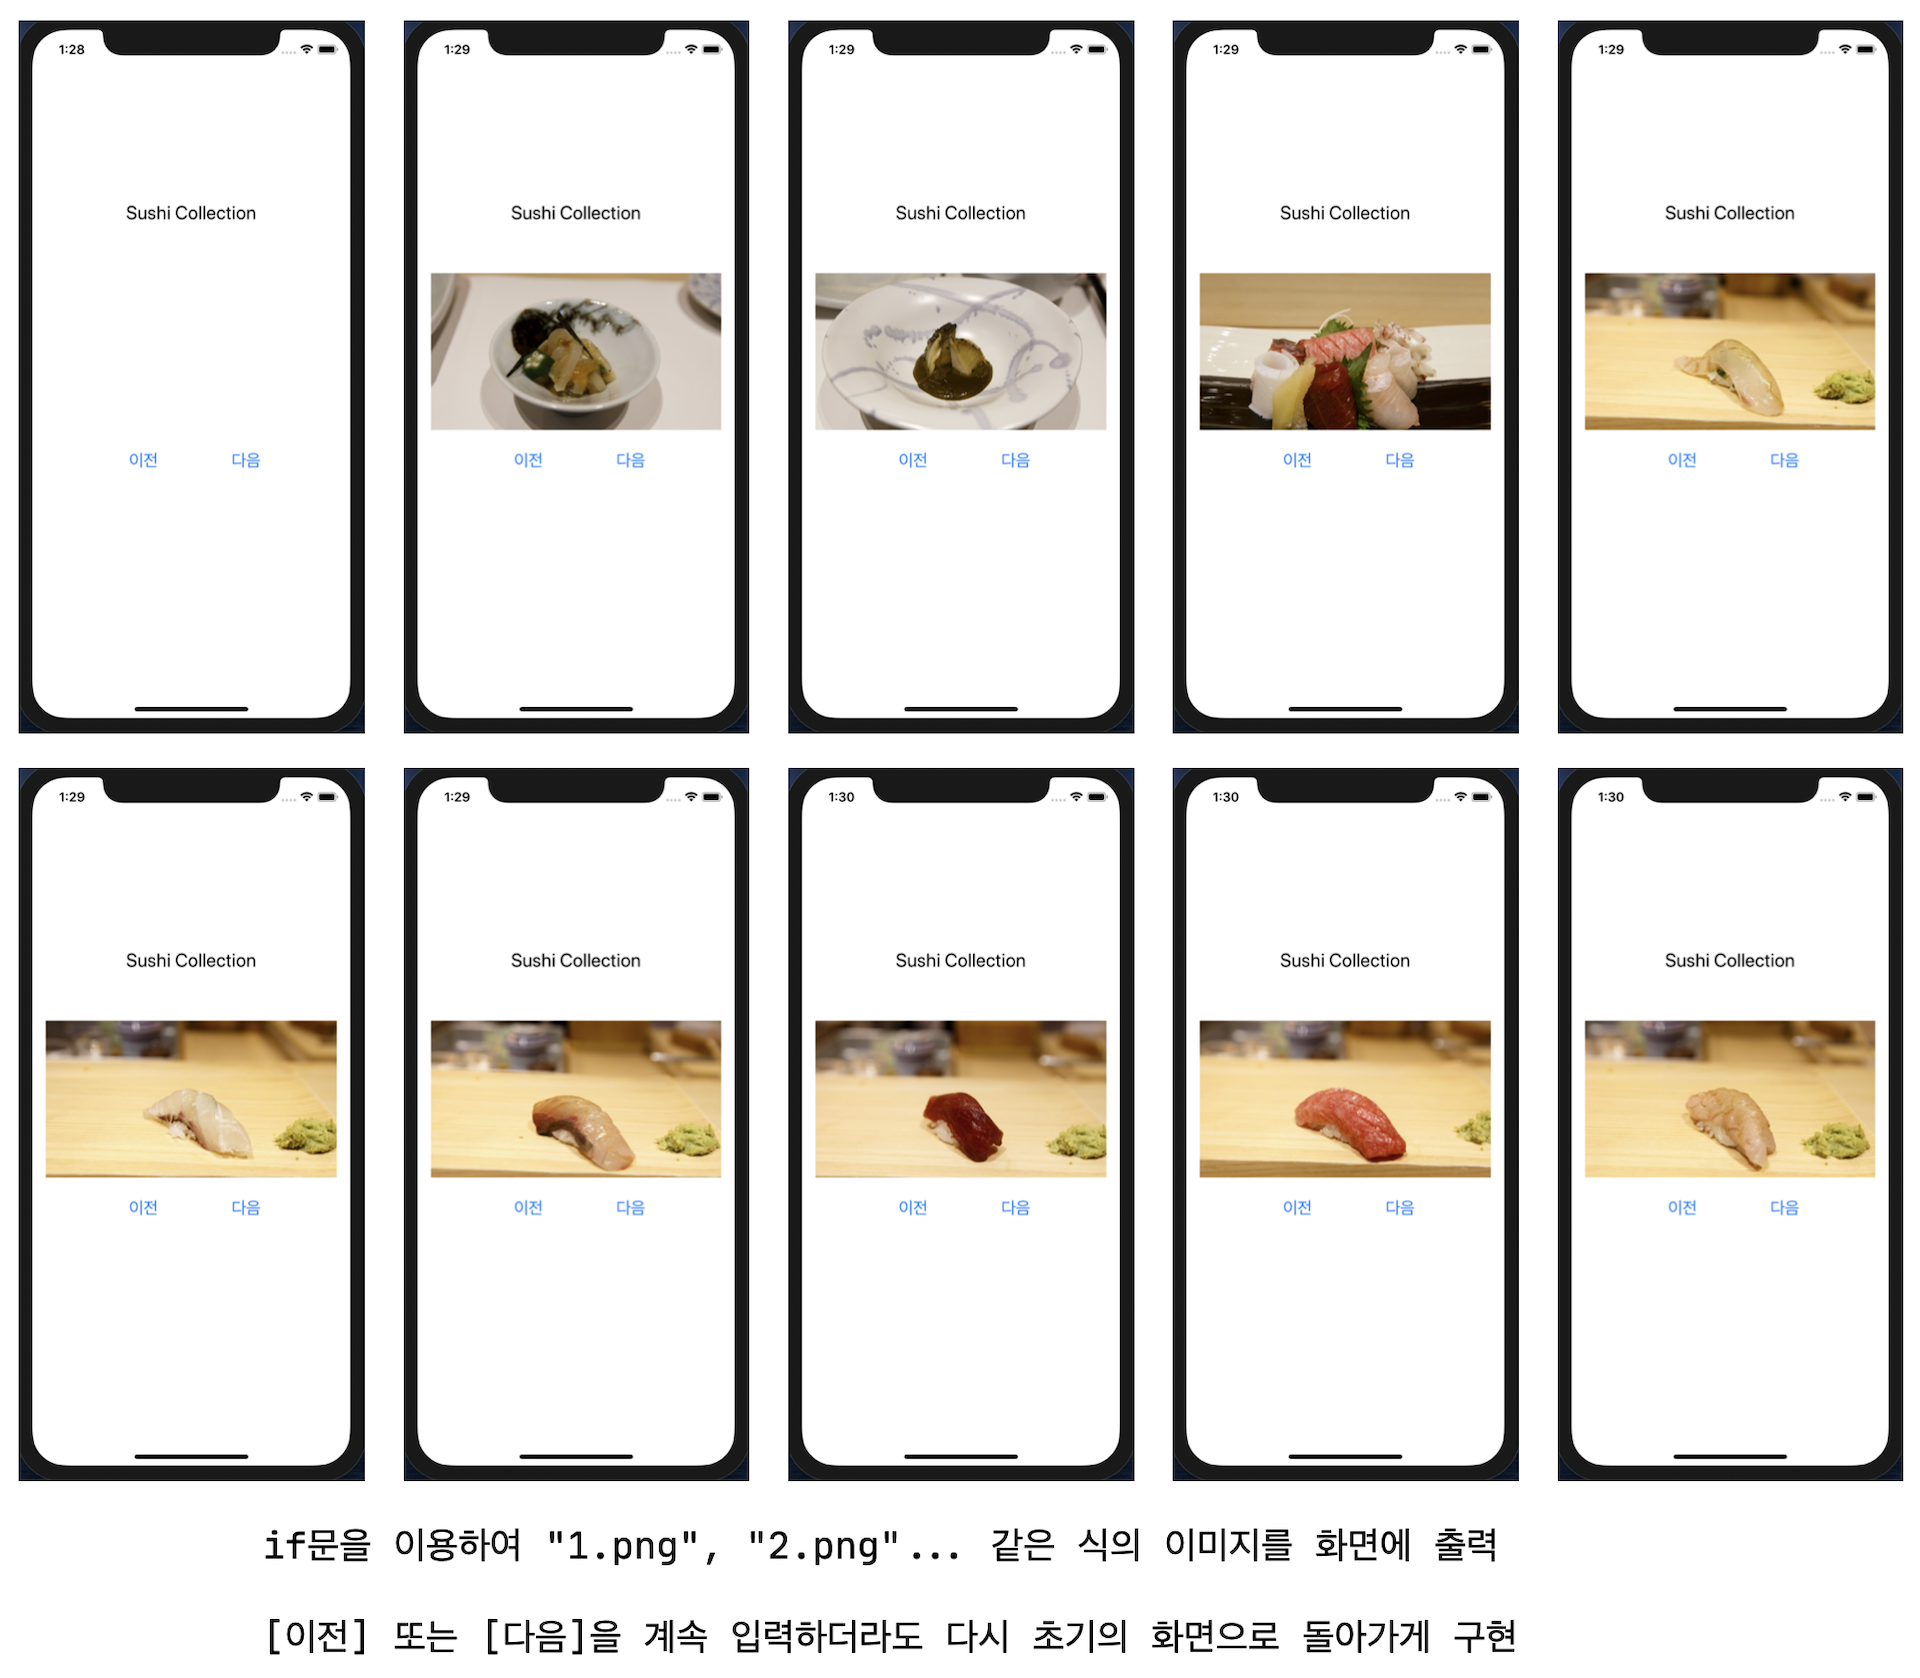 1:28
1:29
1:29
1:29
1:29
Sushi Collection
Sushi Collection
Sushi Collection
Sushi Collection
Sushi Collection
이전 다음
이전 다음
이전 다음
이전 다음
이전 다음
1:29
1:29
1:30
1:30
1:30
Sushi Collection
Sushi Collection
Sushi Collection
Sushi Collection
Sushi Collection
이전 다음
이전 다음
이전 다음
이전 다음
이전 다음
if문을 이용하여 "1.png", "2.png"... 같은 식의 이미지를 화면에 출력
[이전] 또는 [다음]을 계속 입력하더라도 다시 초기의 화면으로 돌아가게 구현